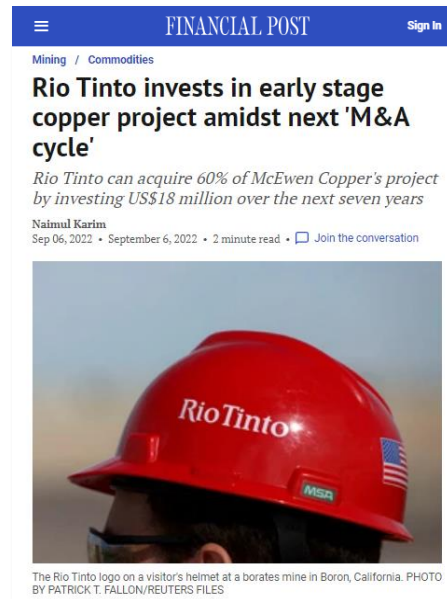 FINANCIAL POST
Sign In
Mining / Commodities
Rio Tinto invests in early stage
copper project amidst next 'M&A
cycle'
Rio Tinto can acquire 60% of McEwen Copper's project
by investing US$18 million over the next seven years
Naimul Karim
Sep 06, 2022 • September 6, 2022 • 2 minute read • Join the conversation
RioTinto
MSA
The Rio Tinto logo on a visitor's helmet at a borates mine in Boron, California. PHOTO
BY PATRICK T. FALLON/REUTERS FILES